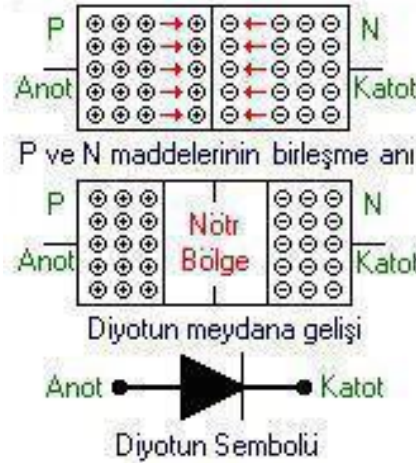 P N
Anot Katot
P ve N maddelerinin birleşme anı
P Nötr N
Anot Bölge Katot
Diyotun meydana gelişi
Anot Katot
Diyotun Sembolü